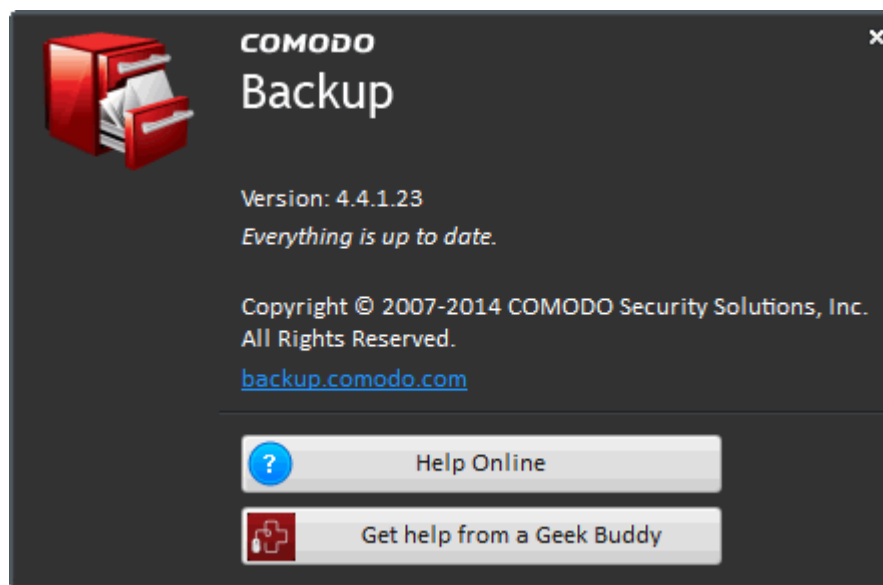 COMODO
Backup
Version: 4.4.1.23
Everything is up to date.
Copyright © 2007-2014 COMODO Security Solutions, Inc.
All Rights Reserved.
backup.comodo.com
Help Online
Get help from a Geek Buddy